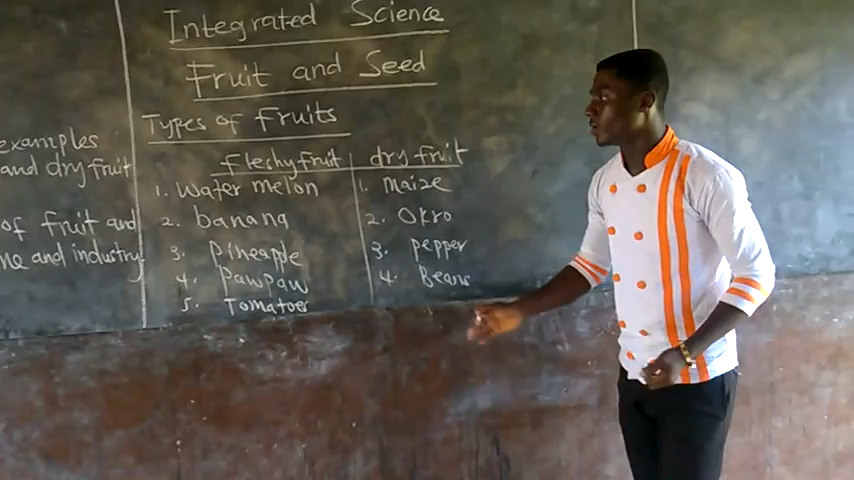 Integrated Science
Fruit and Seed
Types of Fruits
examples
and dry fruit
of fruit and
and industry
fleshy fruit dry fruit
1. Water melon 1. Maize
2. banana 2. Okro
3. Pineapple 3. Pepper
4. Pawpaw 4. Beans
5. Tomatoes